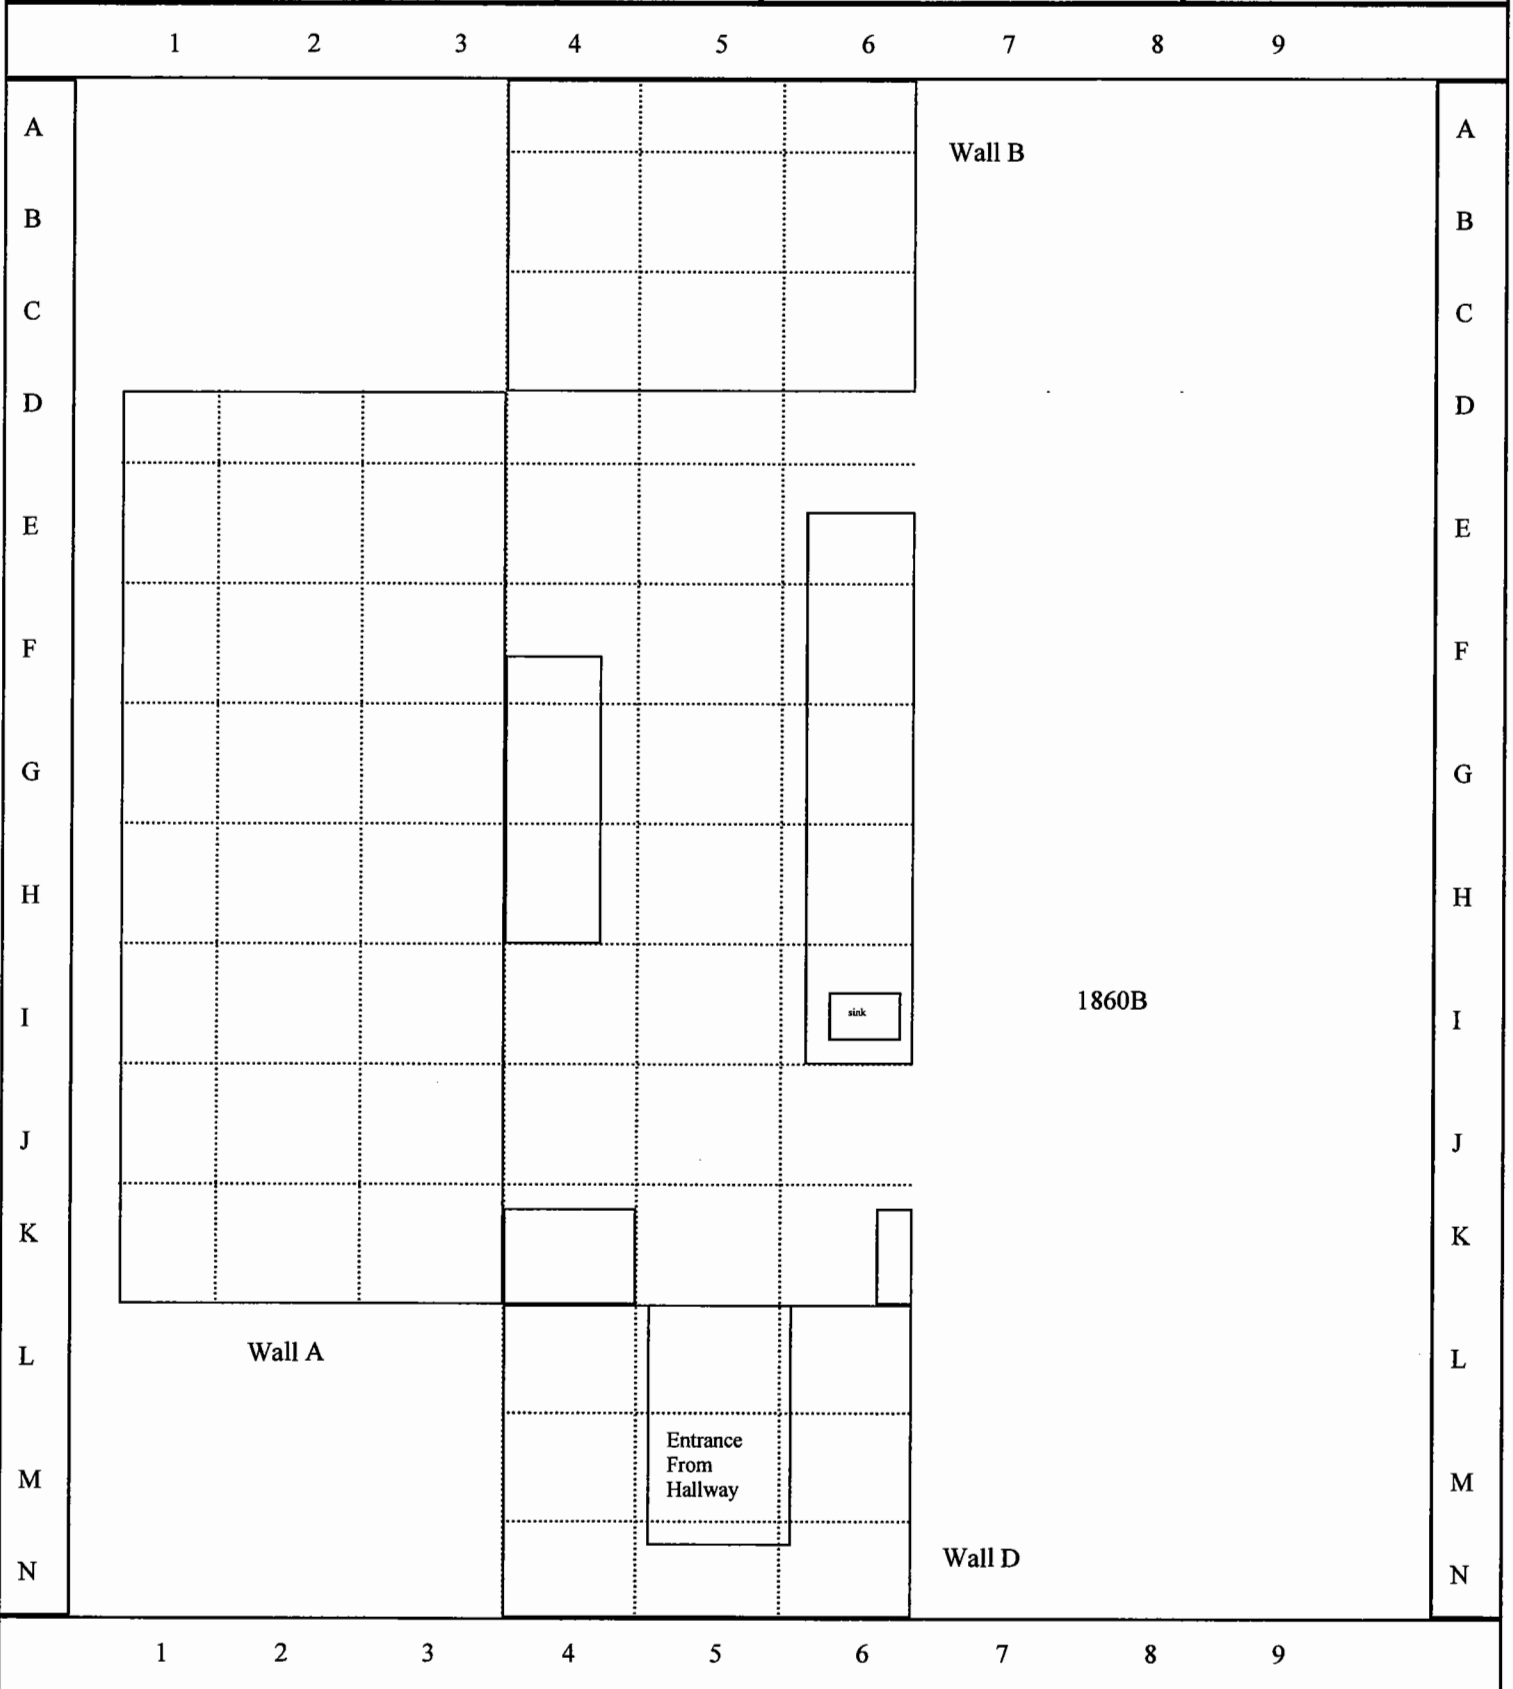 1 2 3 4 5 6 7 8 9
A A
Wall B
B B
C C
D D
E E
F F
G G
H H
1860B
I sink I
J J
K K
L Wall A L
Entrance
From
Hallway
M M
Wall D
N N
1 2 3 4 5 6 7 8 9